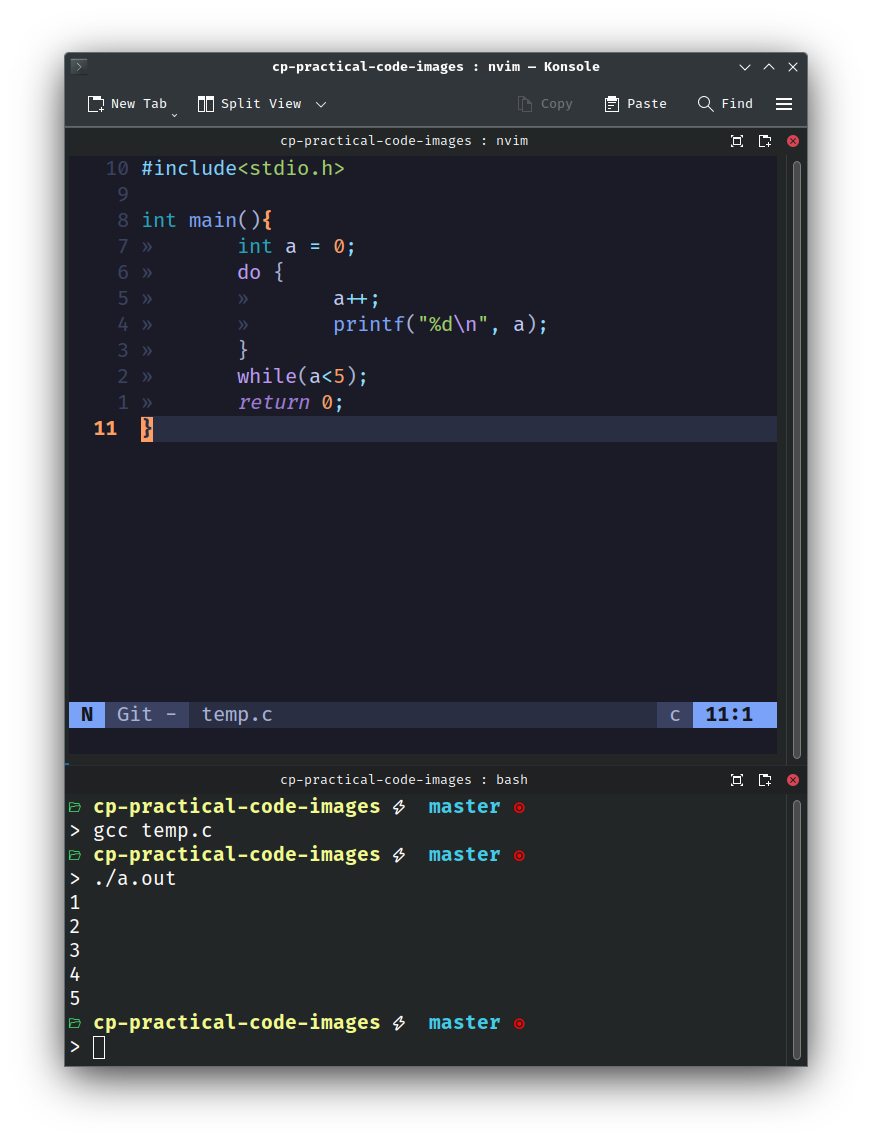 cp-practical-code-images : nvim — Konsole
New Tab Split View Copy Paste Find
cp-practical-code-images : nvim
10 #include<stdio.h>
9
8 int main(){
7 » int a = 0;
6 » do {
5 » » a++;
4 » » printf("%d\n", a);
3 » }
2 » while(a<5);
1 » return 0;
11 }
N Git - temp.c c 11:1
cp-practical-code-images : bash
cp-practical-code-images ⚡ master
> gcc temp.c
cp-practical-code-images ⚡ master
> ./a.out
1
2
3
4
5
cp-practical-code-images ⚡ master
>